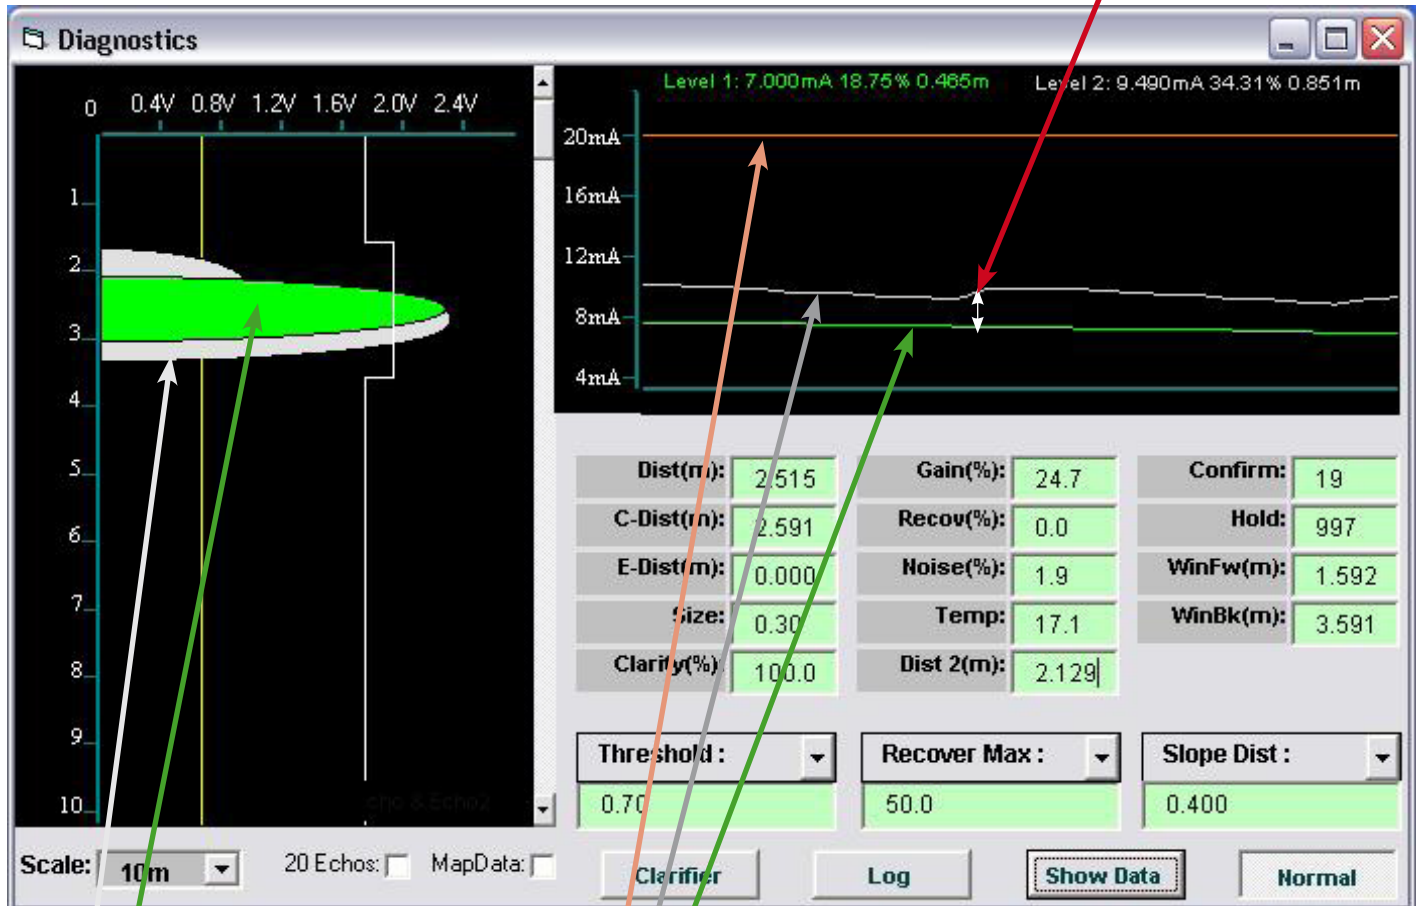 Diagnostics
Level 1: 7.000mA 18.75% 0.465m Level 2: 9.490mA 34.31% 0.851m
0 0.4V 0.8V 1.2V 1.6V 2.0V 2.4V
20mA
16mA
12mA
8mA
4mA
1
2
3
4
5
6
7
8
9
10
Dist(m): 2.515 Gain(%): 24.7 Confirm: 19
C-Dist(m): 2.591 Recov(%): 0.0 Hold: 997
E-Dist(m): 0.000 Noise(%): 1.9 WinFw(m): 1.592
Size: 0.30 Temp: 17.1 WinBk(m): 3.591
Clarity(%): 100.0 Dist 2(m): 2.129
Threshold : Recover Max : Slope Dist :
0.70 50.0 0.400
Scale: 10m 20 Echos: MapData: Clarifier Log Show Data Normal